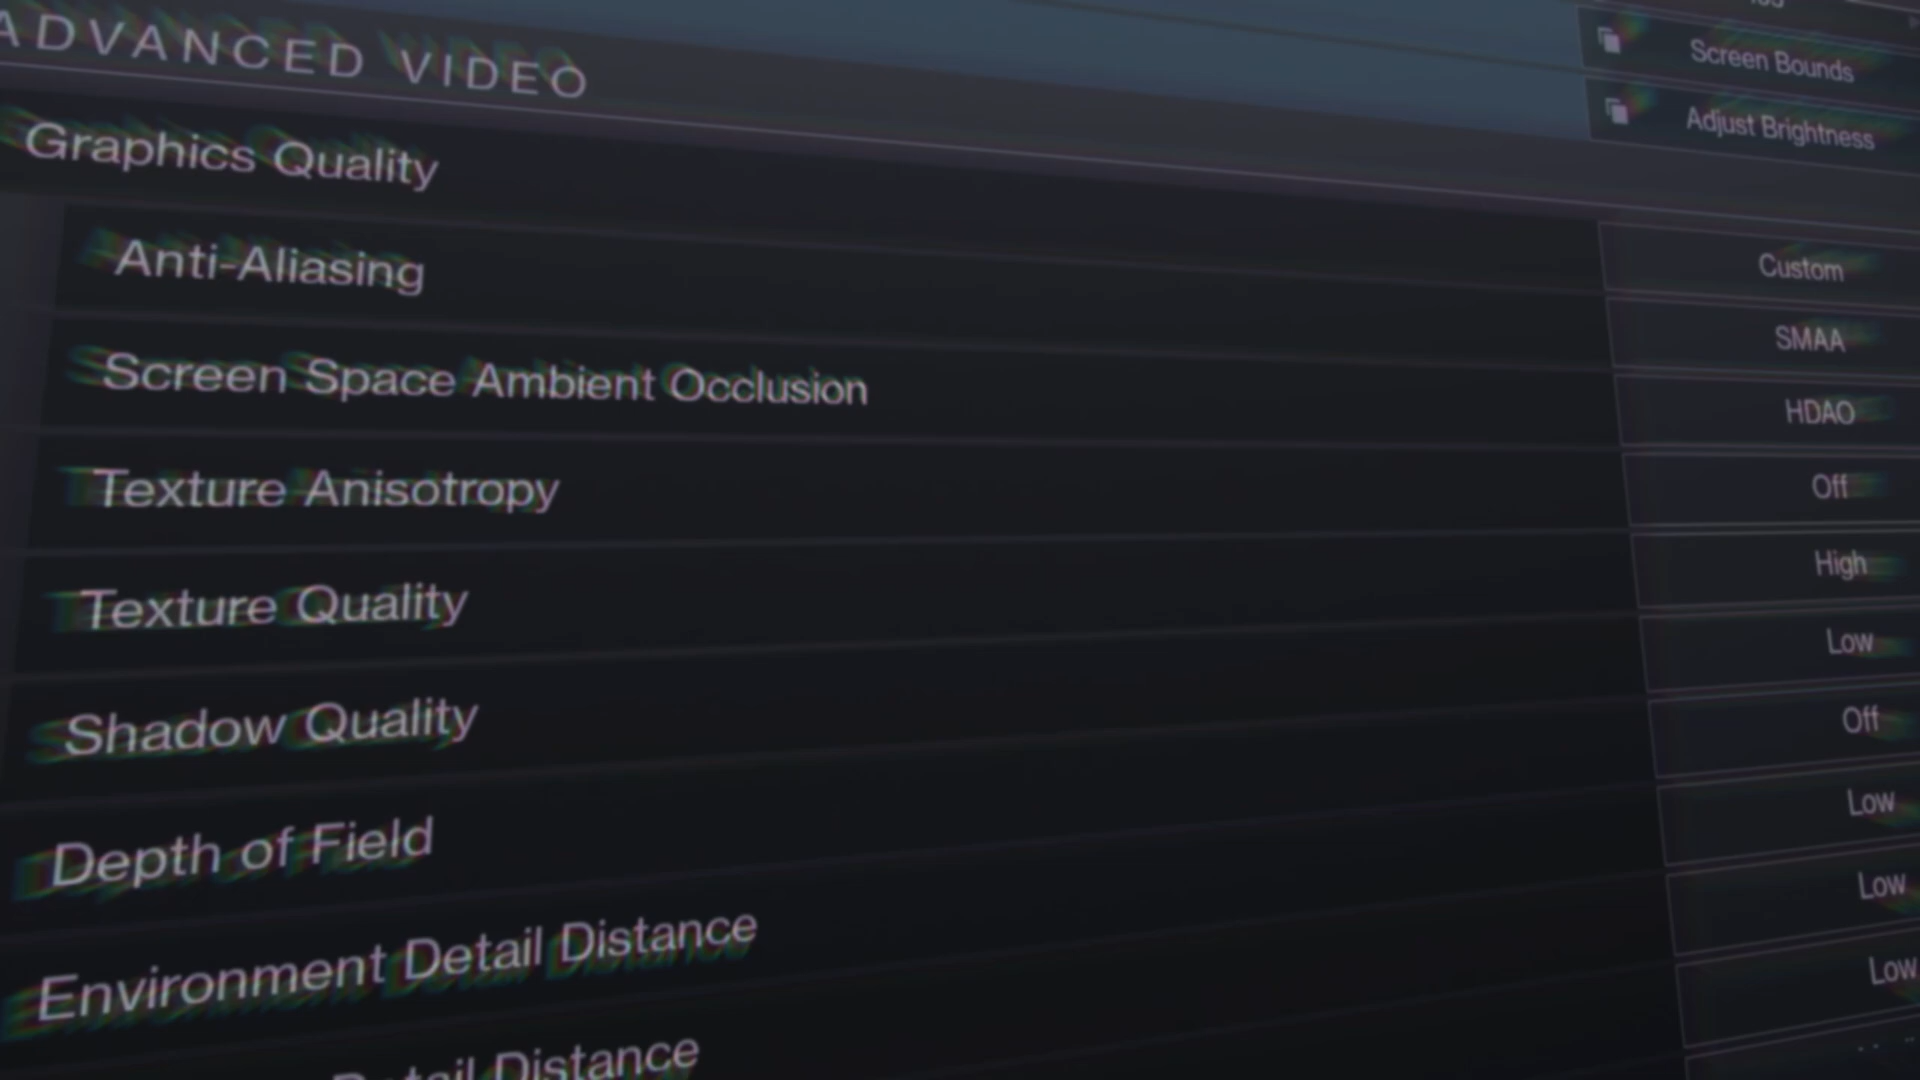 Screen Bounds
ADVANCED VIDEO
Adjust Brightness
Graphics Quality
Custom
Anti-Aliasing
SMAA
Screen Space Ambient Occlusion
HDAO
Texture Anisotropy
Off
Texture Quality
High
Shadow Quality
Low
Depth of Field
Off
Environment Detail Distance
Low
Detail Distance
Low
Low